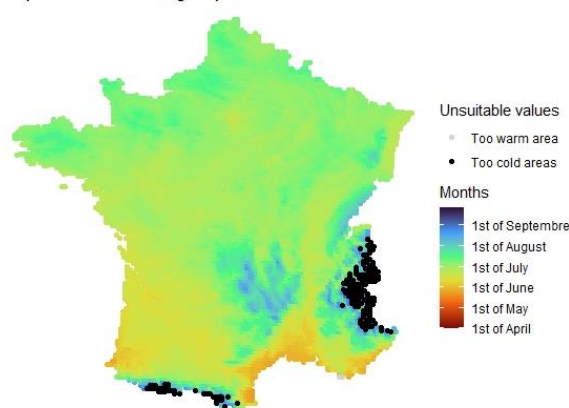 Unsuitable values
Too warm area
Too cold areas
Months
1st of Septembre
1st of August
1st of July
1st of June
1st of May
1st of April